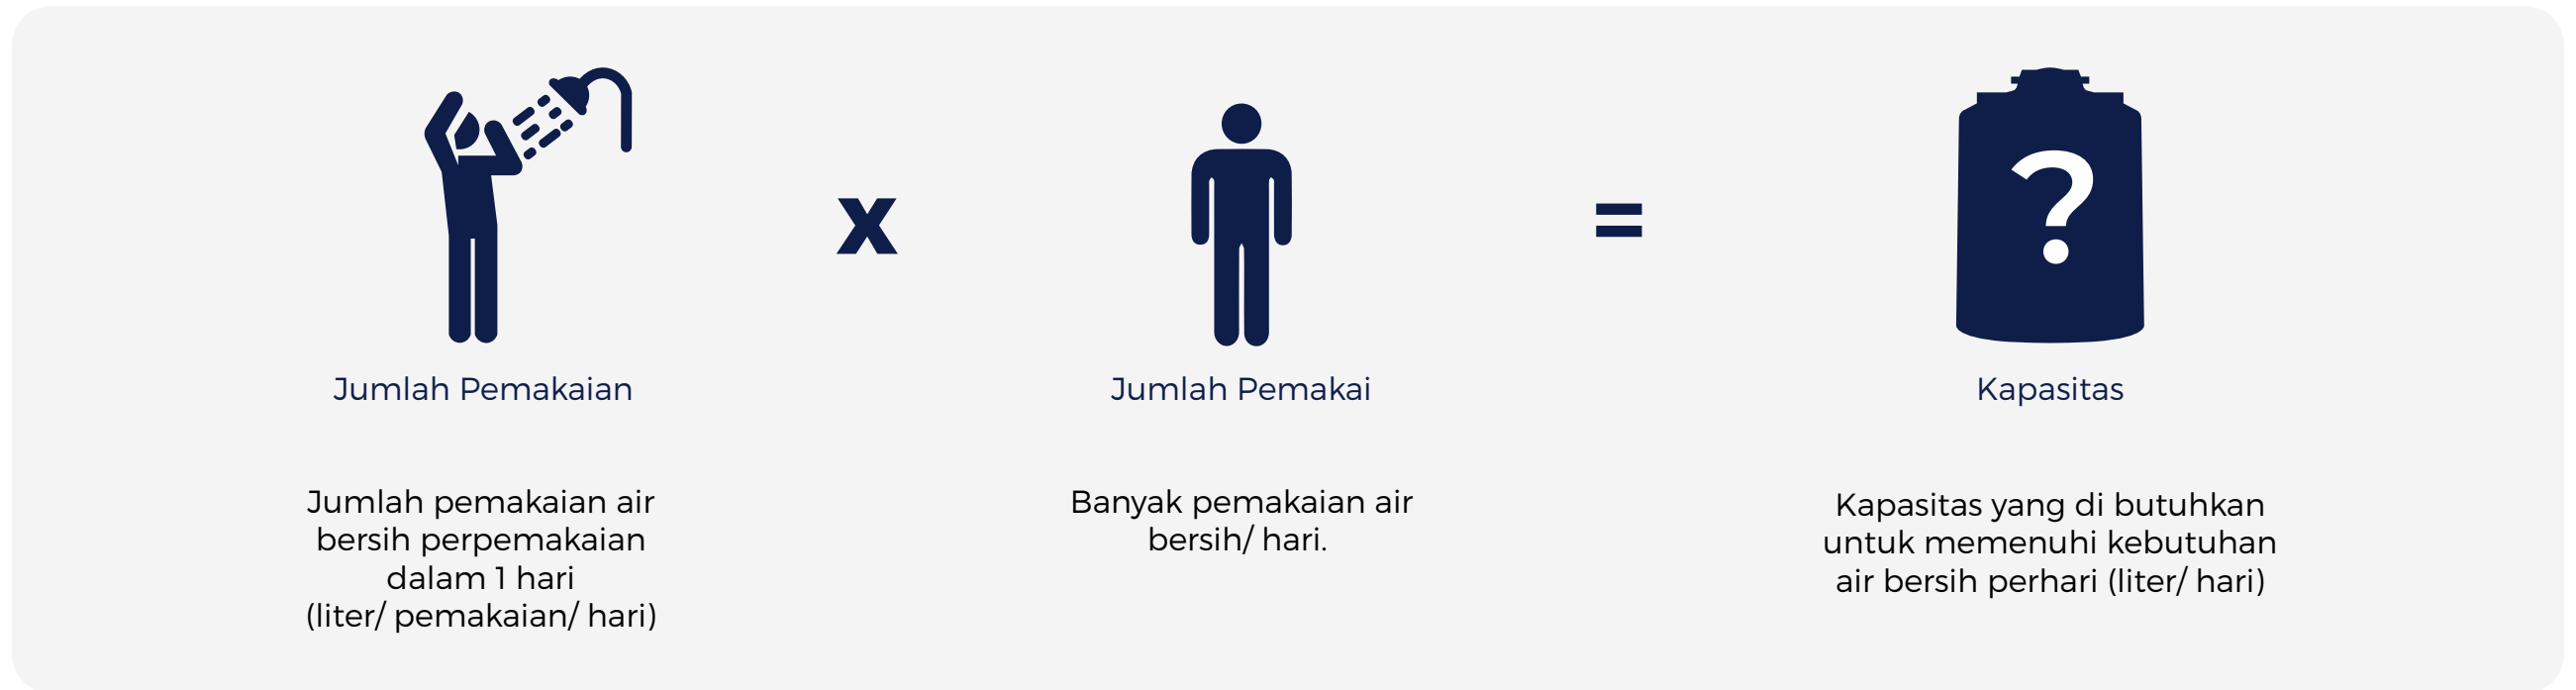 x
=
?
Jumlah Pemakaian
Jumlah Pemakai
Kapasitas
Jumlah pemakaian air
bersih perpemakaian
dalam 1 hari
(liter/ pemakaian/ hari)
Banyak pemakaian air
bersih/ hari.
Kapasitas yang di butuhkan
untuk memenuhi kebutuhan
air bersih perhari (liter/ hari)